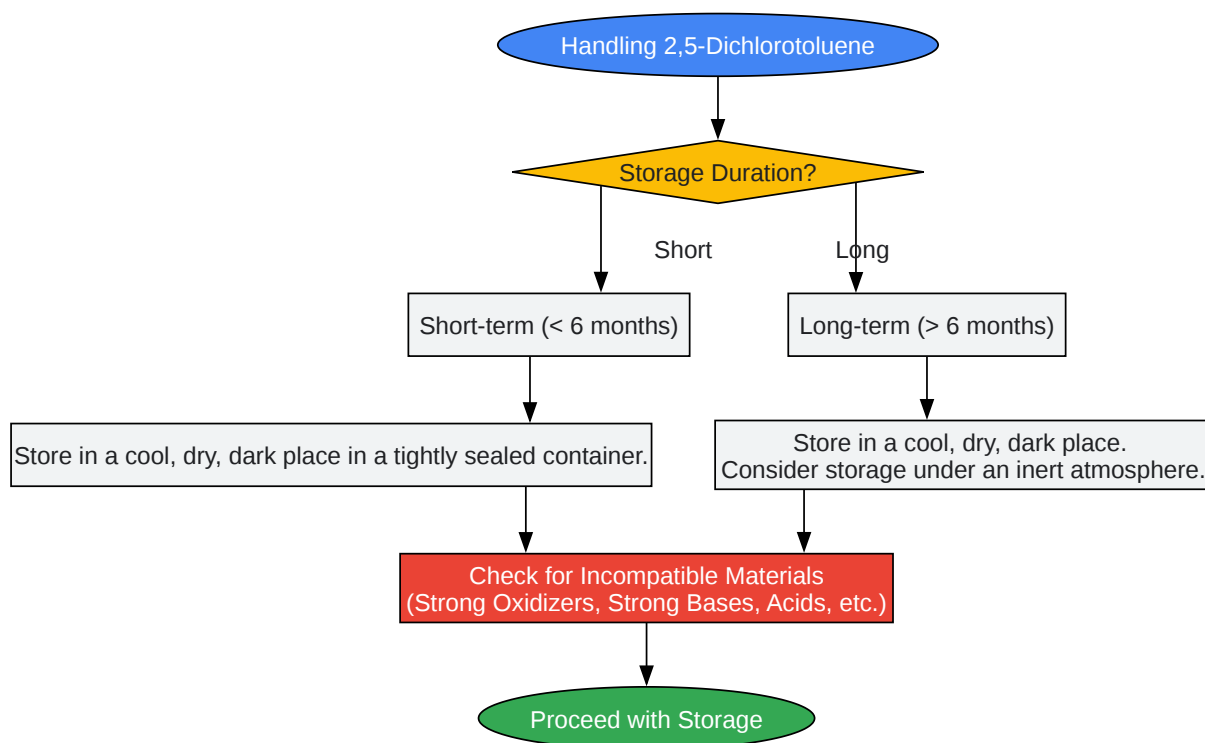 Handling 2,5-Dichlorotoluene
Storage Duration?
Short
Long
Short-term (< 6 months)
Long-term (> 6 months)
Store in a cool, dry, dark place in a tightly sealed container.
Store in a cool, dry, dark place.
Consider storage under an inert atmosphere.
Check for Incompatible Materials
(Strong Oxidizers, Strong Bases, Acids, etc.)
Proceed with Storage